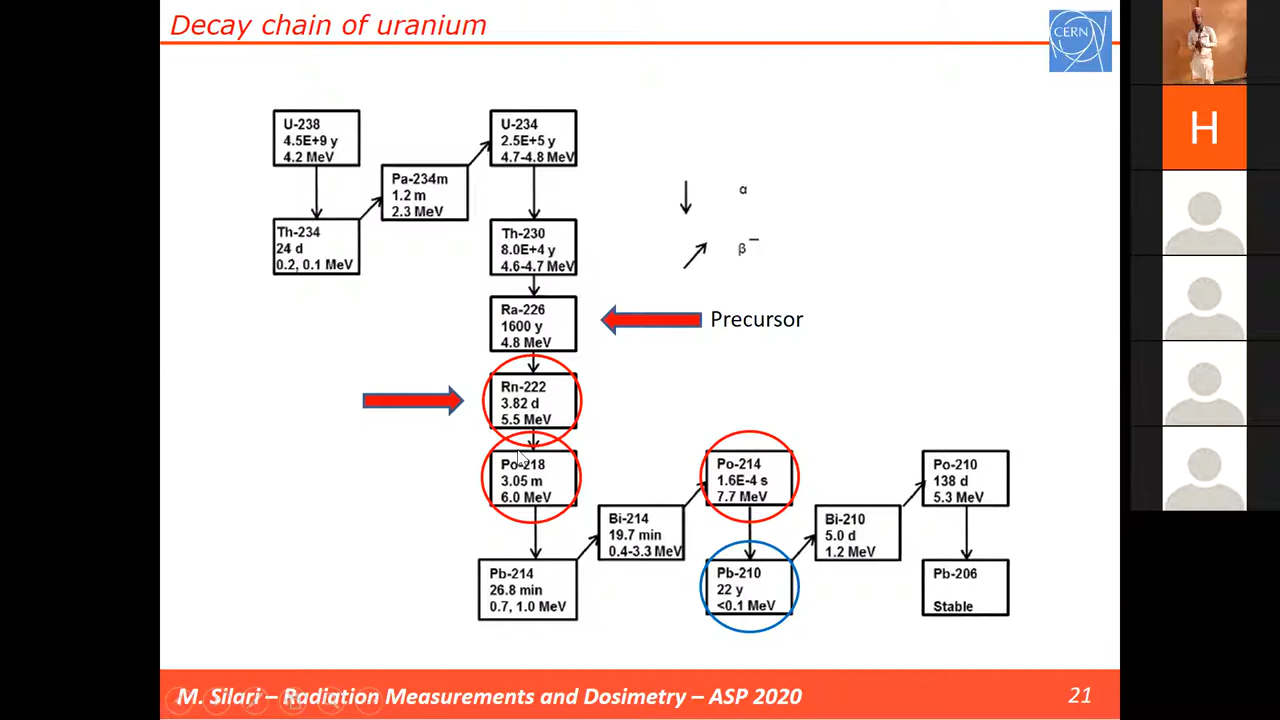 Decay chain of uranium
CERN
U-238
4.5E+9 y
4.2 MeV
U-234
2.5E+5 y
4.7-4.8 MeV
Pa-234m
1.2 m
2.3 MeV
α
Th-234
24 d
0.2, 0.1 MeV
Th-230
8.0E+4 y
4.6-4.7 MeV
β⁻
Ra-226
1600 y
4.8 MeV
Precursor
Rn-222
3.82 d
5.5 MeV
Po-218
3.05 m
6.0 MeV
Po-214
1.6E-4 s
7.7 MeV
Po-210
138 d
5.3 MeV
Bi-214
19.7 min
0.4-3.3 MeV
Bi-210
5.0 d
1.2 MeV
Pb-214
26.8 min
0.7, 1.0 MeV
Pb-210
22 y
<0.1 MeV
Pb-206
Stable
M. Silari – Radiation Measurements and Dosimetry – ASP 2020
21
H